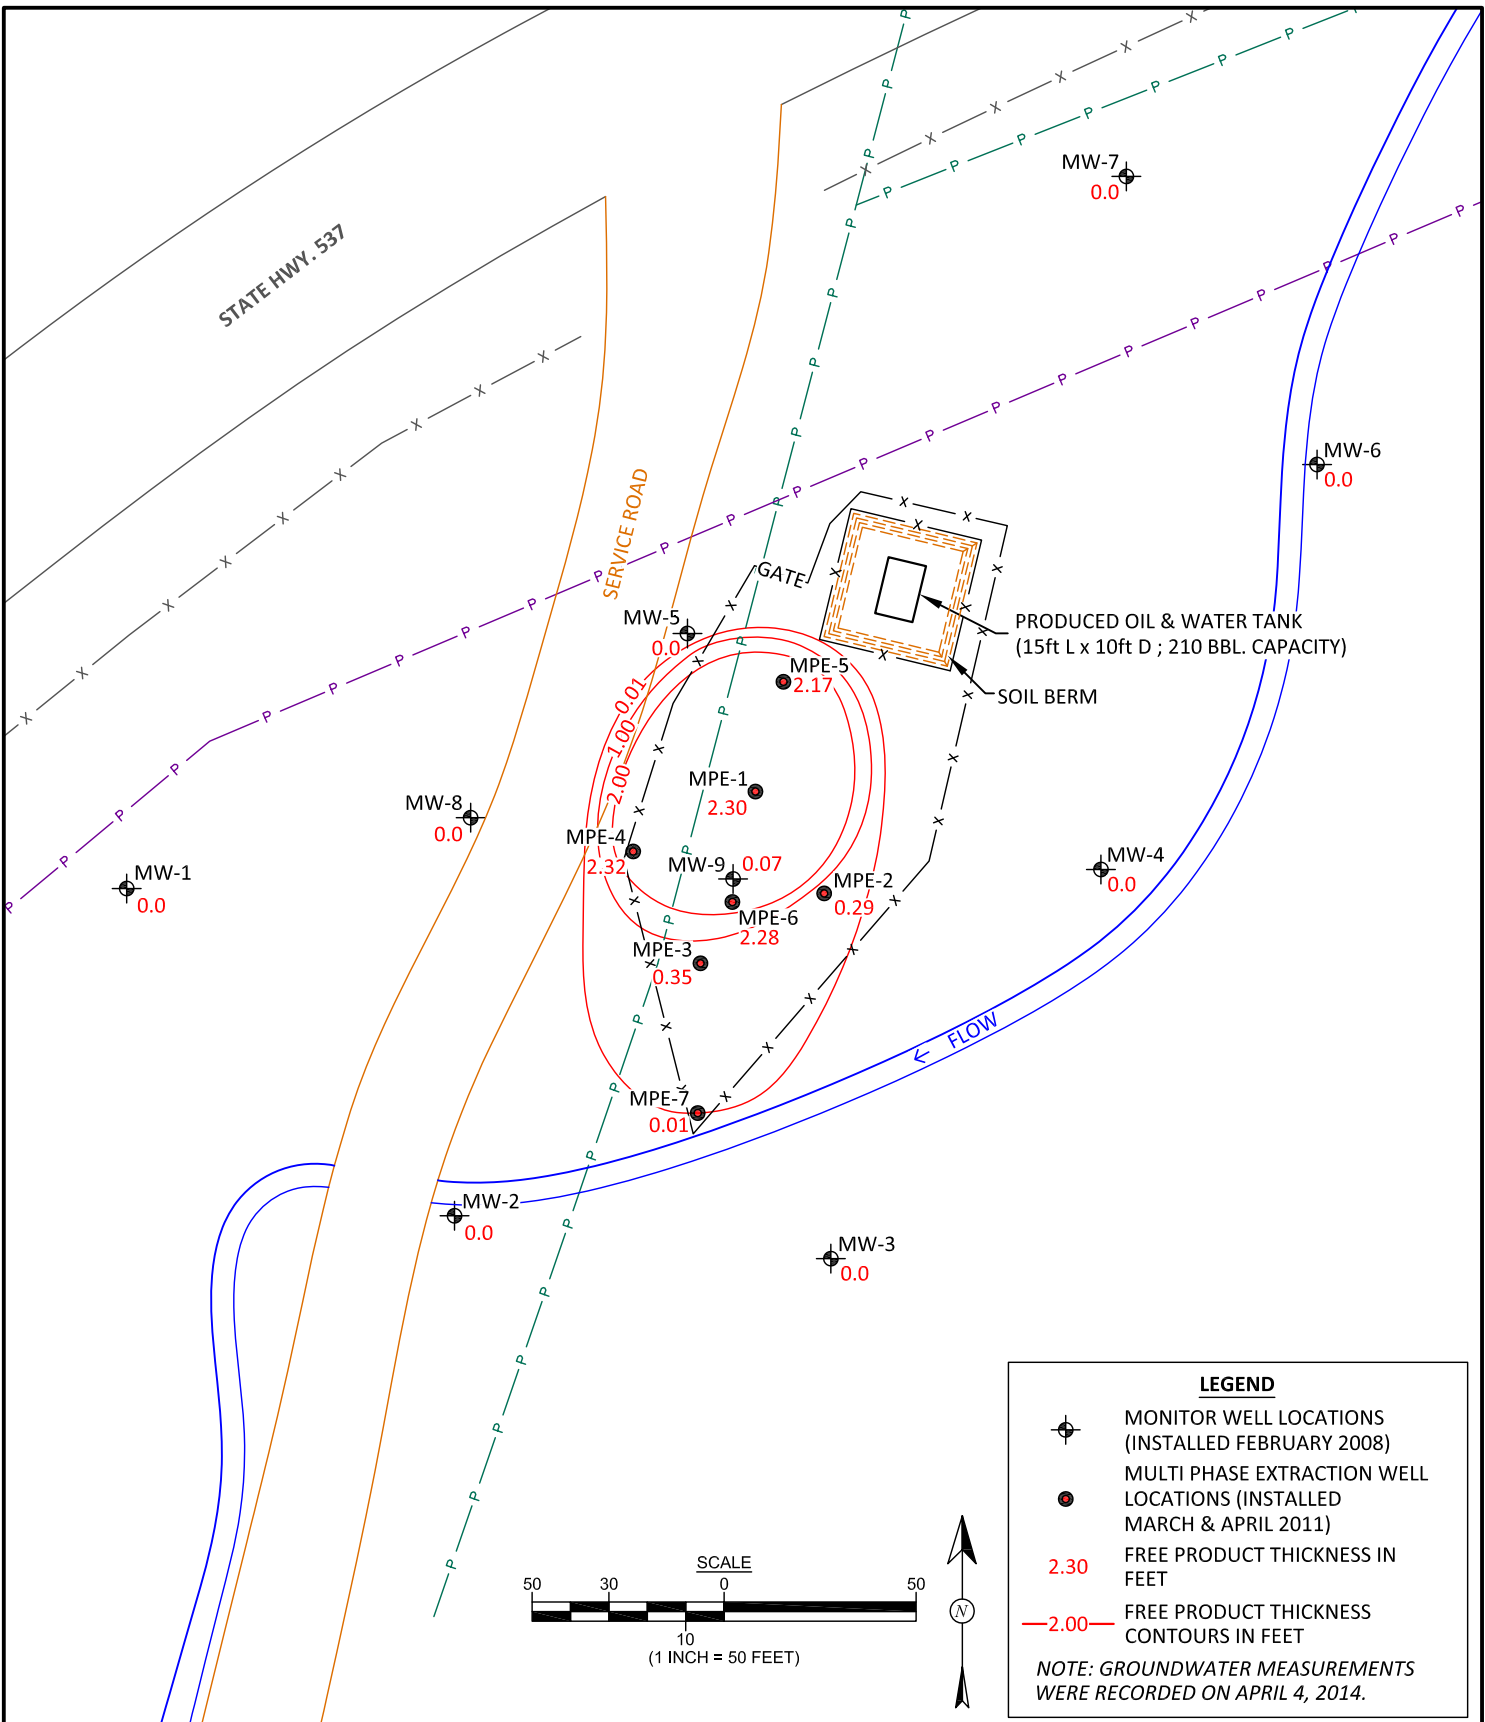 MW-7
0.0
STATE HWY. 537
MW-6
0.0
SERVICE ROAD
GATE
PRODUCED OIL & WATER TANK
(15ft L x 10ft D ; 210 BBL. CAPACITY)
SOIL BERM
MW-5
0.0
MPE-5
2.17
0.01
1.00
2.00
MPE-1
2.30
MW-8
0.0
MPE-4
2.32
MW-9
0.07
MPE-2
0.29
MW-4
0.0
MW-1
0.0
MPE-6
2.28
MPE-3
0.35
FLOW
MPE-7
0.01
MW-2
0.0
MW-3
0.0
LEGEND
MONITOR WELL LOCATIONS
(INSTALLED FEBRUARY 2008)
MULTI PHASE EXTRACTION WELL
LOCATIONS (INSTALLED
MARCH & APRIL 2011)
2.30
FREE PRODUCT THICKNESS IN
FEET
2.00
FREE PRODUCT THICKNESS
CONTOURS IN FEET
NOTE: GROUNDWATER MEASUREMENTS
WERE RECORDED ON APRIL 4, 2014.
SCALE
50 30 0 50
10
(1 INCH = 50 FEET)
N